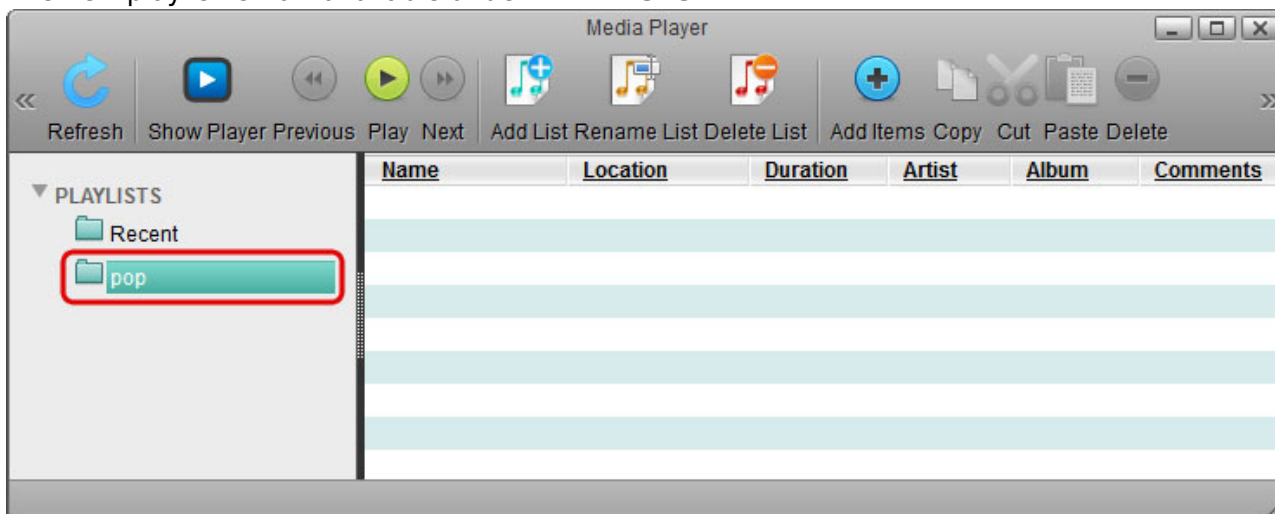 Media Player
Refresh Show Player Previous Play Next Add List Rename List Delete List Add Items Copy Cut Paste Delete
Name Location Duration Artist Album Comments
PLAYLISTS
Recent
pop